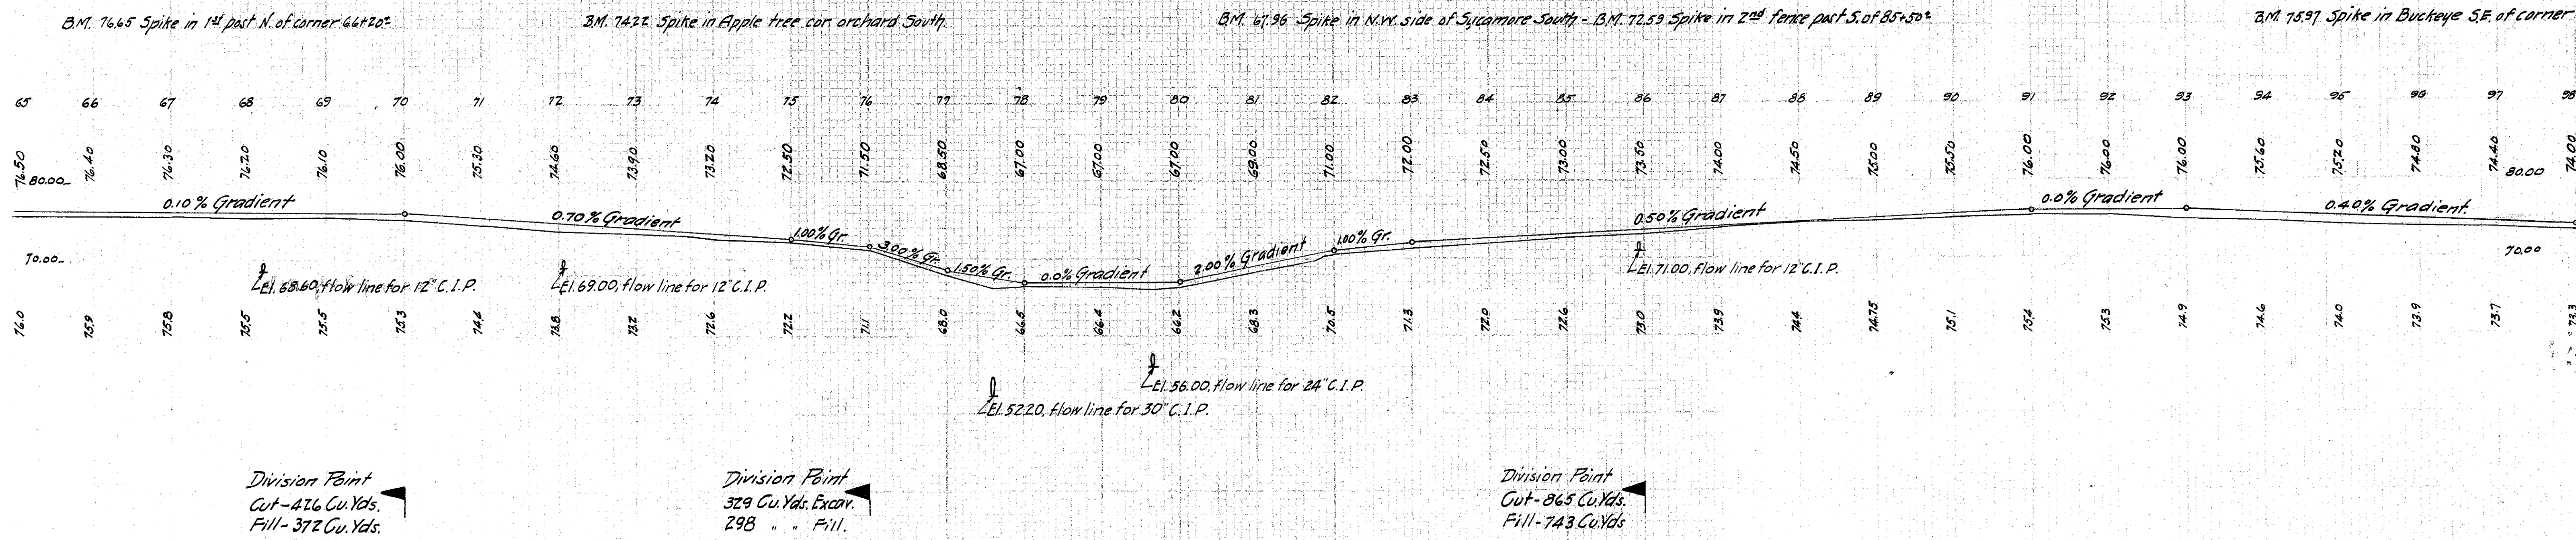 B.M. 76.65 Spike in 1st post N. of corner 66+20±
B.M. 74.22 Spike in Apple tree cor. orchard South
B.M. 67.96 Spike in N.W. side of Sycamore South - B.M. 72.59 Spike in 2nd fence post S. of 85+50±
B.M. 75.97 Spike in Buckeye S.E. of corner
65 66 67 68 69 70 71 72 73 74 75 76 77 78 79 80 81 82 83 84 85 86 87 88 89 90 91 92 93 94 95 96 97 98
76.50 76.40 76.30 76.20 76.10 76.00 75.30 74.60 73.90 73.20 72.50 71.50 68.50 67.00 67.00 67.00 69.00 71.00 72.00 72.50 73.00 73.50 74.00 74.50 75.00 75.50 76.00 76.00 76.00 75.60 75.20 74.80 74.40 74.00
80.00 80.00
0.10% Gradient
0.70% Gradient
1.00% Gr.
3.00% Gr.
1.50% Gr.
0.0% Gradient
2.00% Gradient
1.00% Gr.
0.50% Gradient
0.0% Gradient
0.40% Gradient.
70.00 70.00
El. 68.60, flow line for 12" C.I.P.
El. 69.00, flow line for 12" C.I.P.
El. 71.00, flow line for 12" C.I.P.
76.0 75.9 75.8 75.5 75.5 75.3 74.4 73.8 73.2 72.6 72.2 71.1 68.0 66.5 66.4 66.2 68.3 70.5 71.3 72.0 72.6 73.0 73.9 74.4 74.75 75.1 75.4 75.3 74.9 74.6 74.0 73.9 73.7 73.3
El. 56.00, flow line for 24" C.I.P.
El. 52.20, flow line for 30" C.I.P.
Division Point
Cut-426 Cu.Yds.
Fill-372 Cu.Yds.
Division Point
329 Cu.Yds. Excav.
298 " " Fill.
Division Point
Cut-865 Cu.Yds.
Fill-743 Cu.Yds